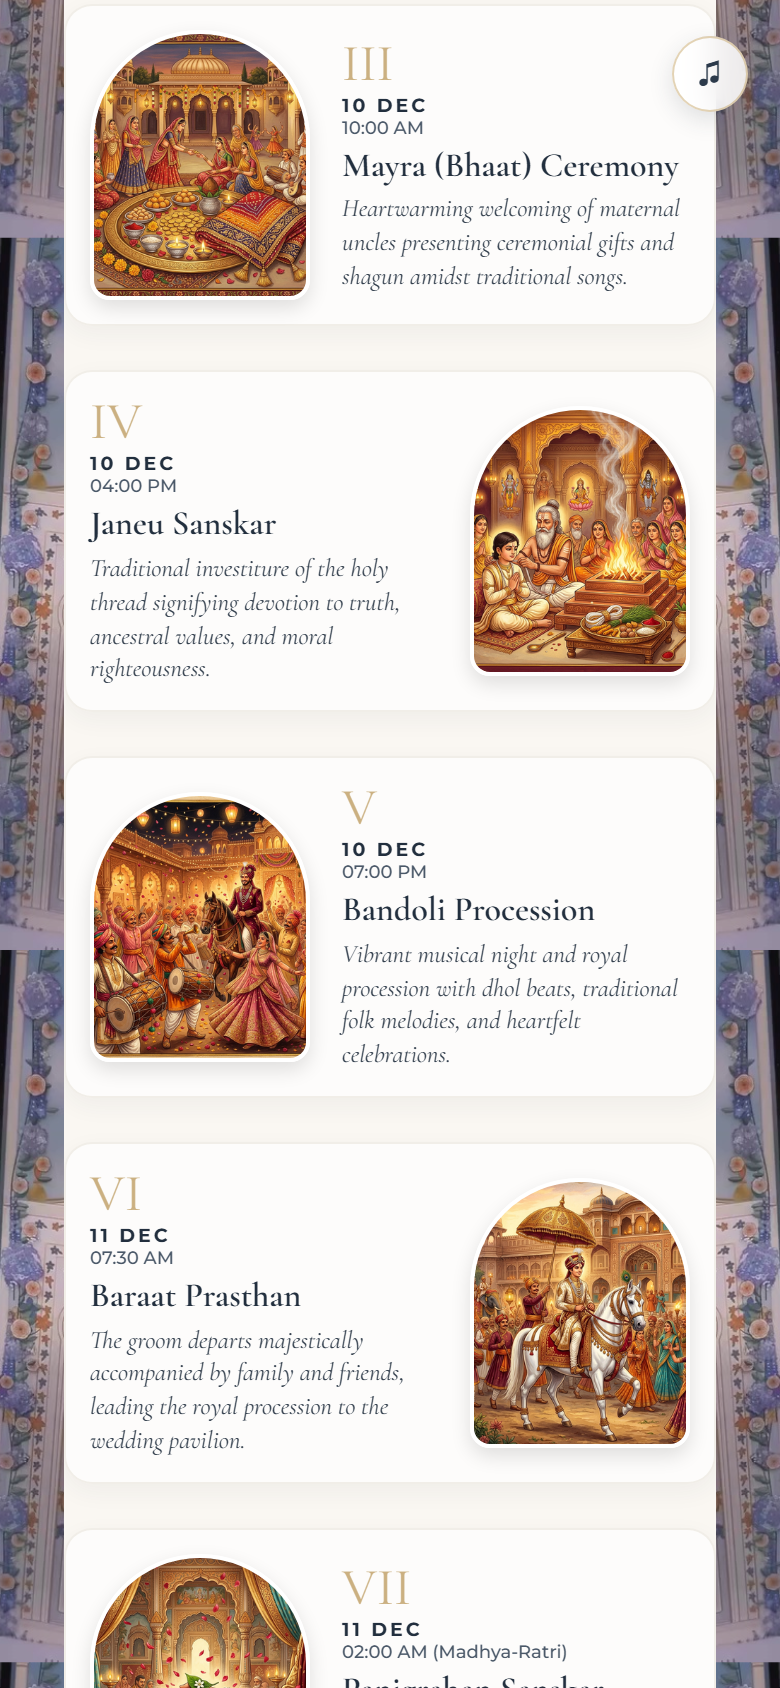 III
10 DEC
10:00 AM
Mayra (Bhaat) Ceremony
Heartwarming welcoming of maternal
uncles presenting ceremonial gifts and
shagun amidst traditional songs.
IV
10 DEC
04:00 PM
Janeu Sanskar
Traditional investiture of the holy
thread signifying devotion to truth,
ancestral values, and moral
righteousness.
V
10 DEC
07:00 PM
Bandoli Procession
Vibrant musical night and royal
procession with dhol beats, traditional
folk melodies, and heartfelt
celebrations.
VI
11 DEC
07:30 AM
Baraat Prasthan
The groom departs majestically
accompanied by family and friends,
leading the royal procession to the
wedding pavilion.
VII
11 DEC
02:00 AM (Madhya-Ratri)